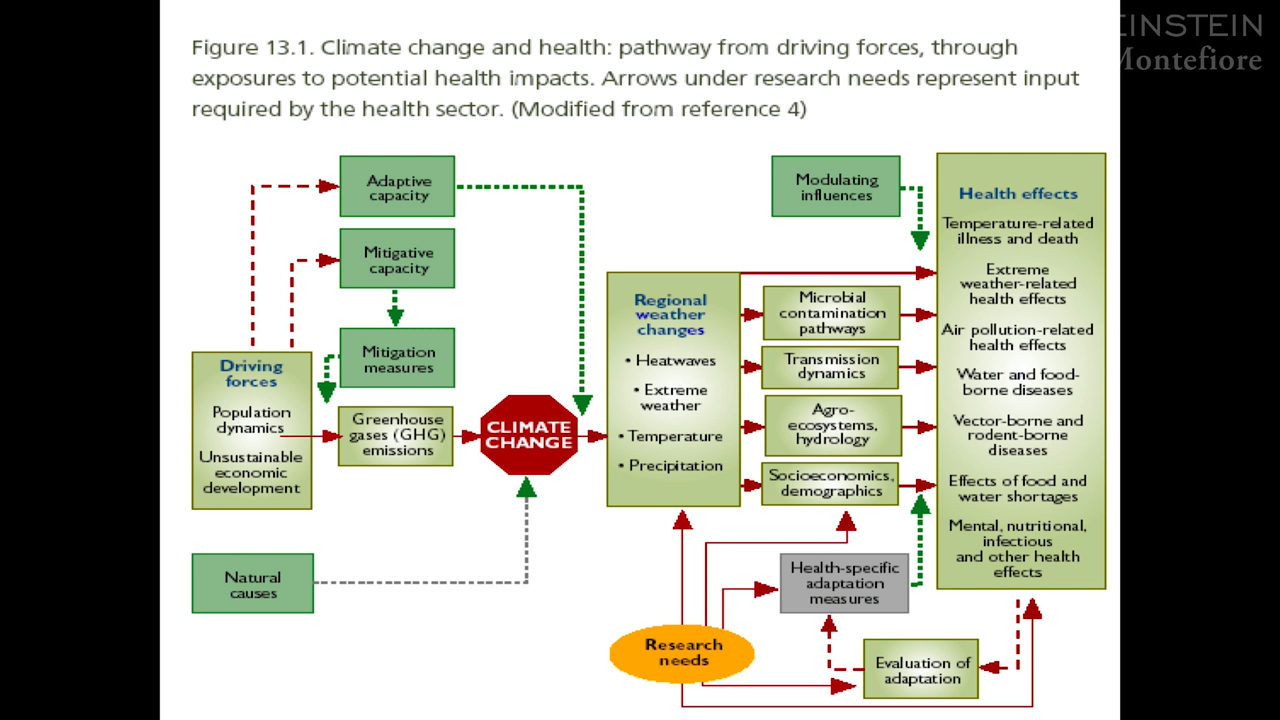 EINSTEIN
Montefiore
Figure 13.1. Climate change and health: pathway from driving forces, through
exposures to potential health impacts. Arrows under research needs represent input
required by the health sector. (Modified from reference 4)
Adaptive
capacity
Mitigative
capacity
Mitigation
measures
Driving
forces
Population
dynamics
Unsustainable
economic
development
Greenhouse
gases (GHG)
emissions
CLIMATE
CHANGE
Natural
causes
Regional
weather
changes
• Heatwaves
• Extreme
weather
• Temperature
• Precipitation
Modulating
influences
Microbial
contamination
pathways
Transmission
dynamics
Agro-
ecosystems,
hydrology
Socioeconomics,
demographics
Health-specific
adaptation
measures
Research
needs
Evaluation of
adaptation
Health effects
Temperature-related
illness and death
Extreme
weather-related
health effects
Air pollution-related
health effects
Water and food-
borne diseases
Vector-borne and
rodent-borne
diseases
Effects of food and
water shortages
Mental, nutritional,
infectious
and other health
effects